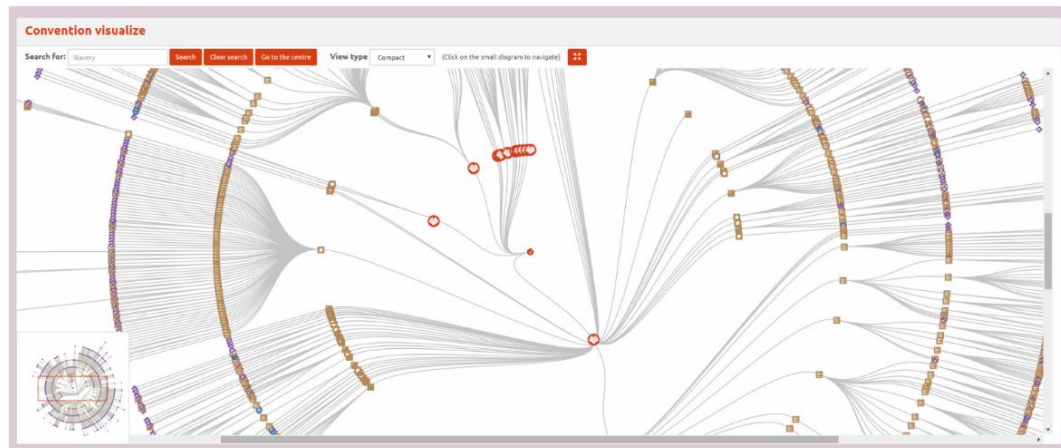 Convention visualize
Search for: Slavery Search Clear search Go to the centre View type Compact (Click on the small diagram to navigate)